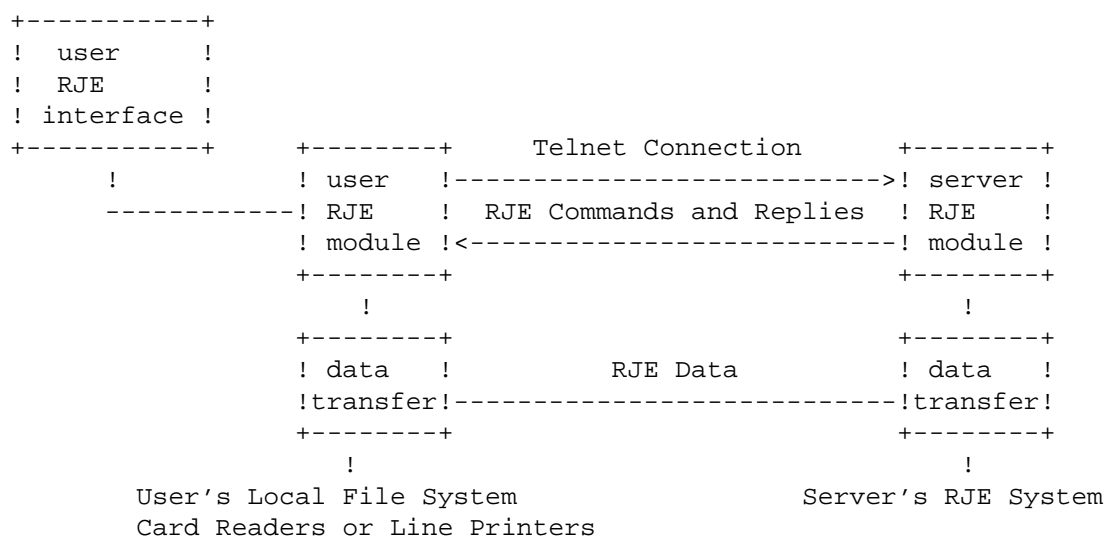 +-----------+
!  user     !
!  RJE      !
! interface !
+-----------+     +--------+     Telnet Connection      +--------+
      !           ! user   !--------------------------->! server !
      ------------! RJE    !  RJE Commands and Replies  ! RJE    !
                  ! module !<---------------------------! module !
                  +--------+                            +--------+
                      !                                     !
                  +--------+                            +--------+
                  ! data   !          RJE Data          ! data   !
                  !transfer!----------------------------!transfer!
                  +--------+                            +--------+
                     !                                      !
        User's Local File System                  Server's RJE System
        Card Readers or Line Printers